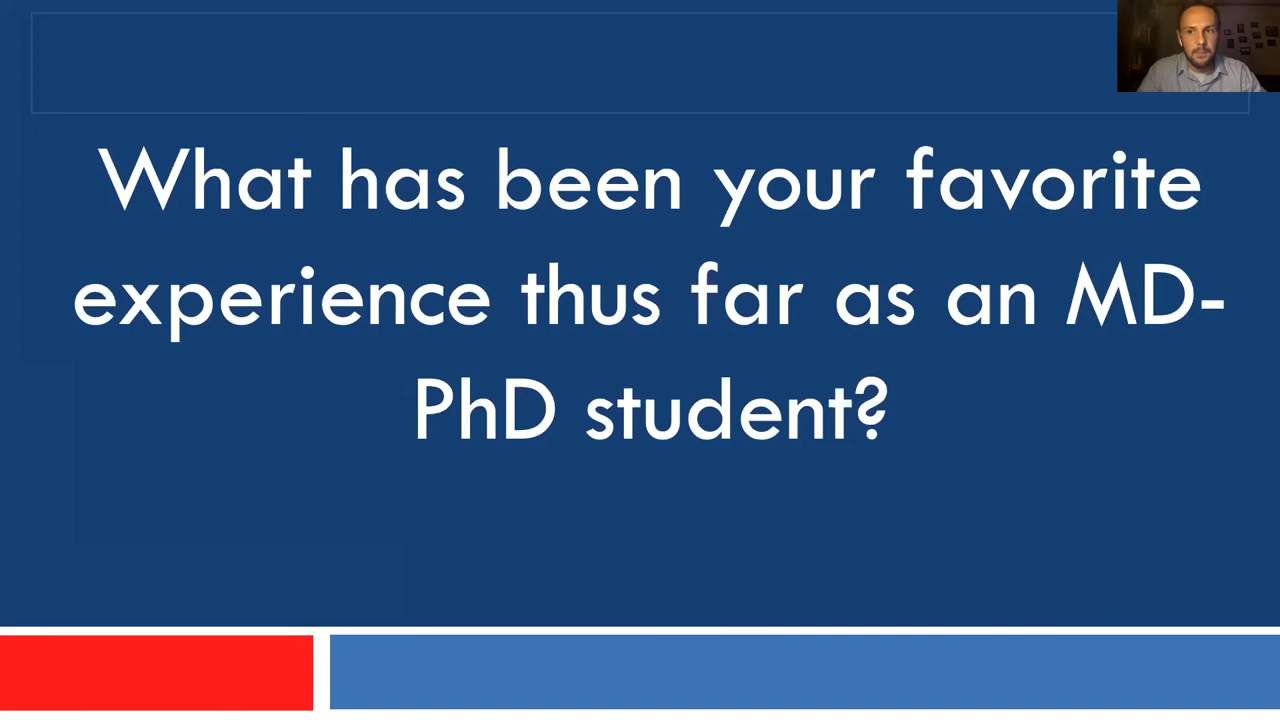 What has been your favorite
experience thus far as an MD-
PhD student?